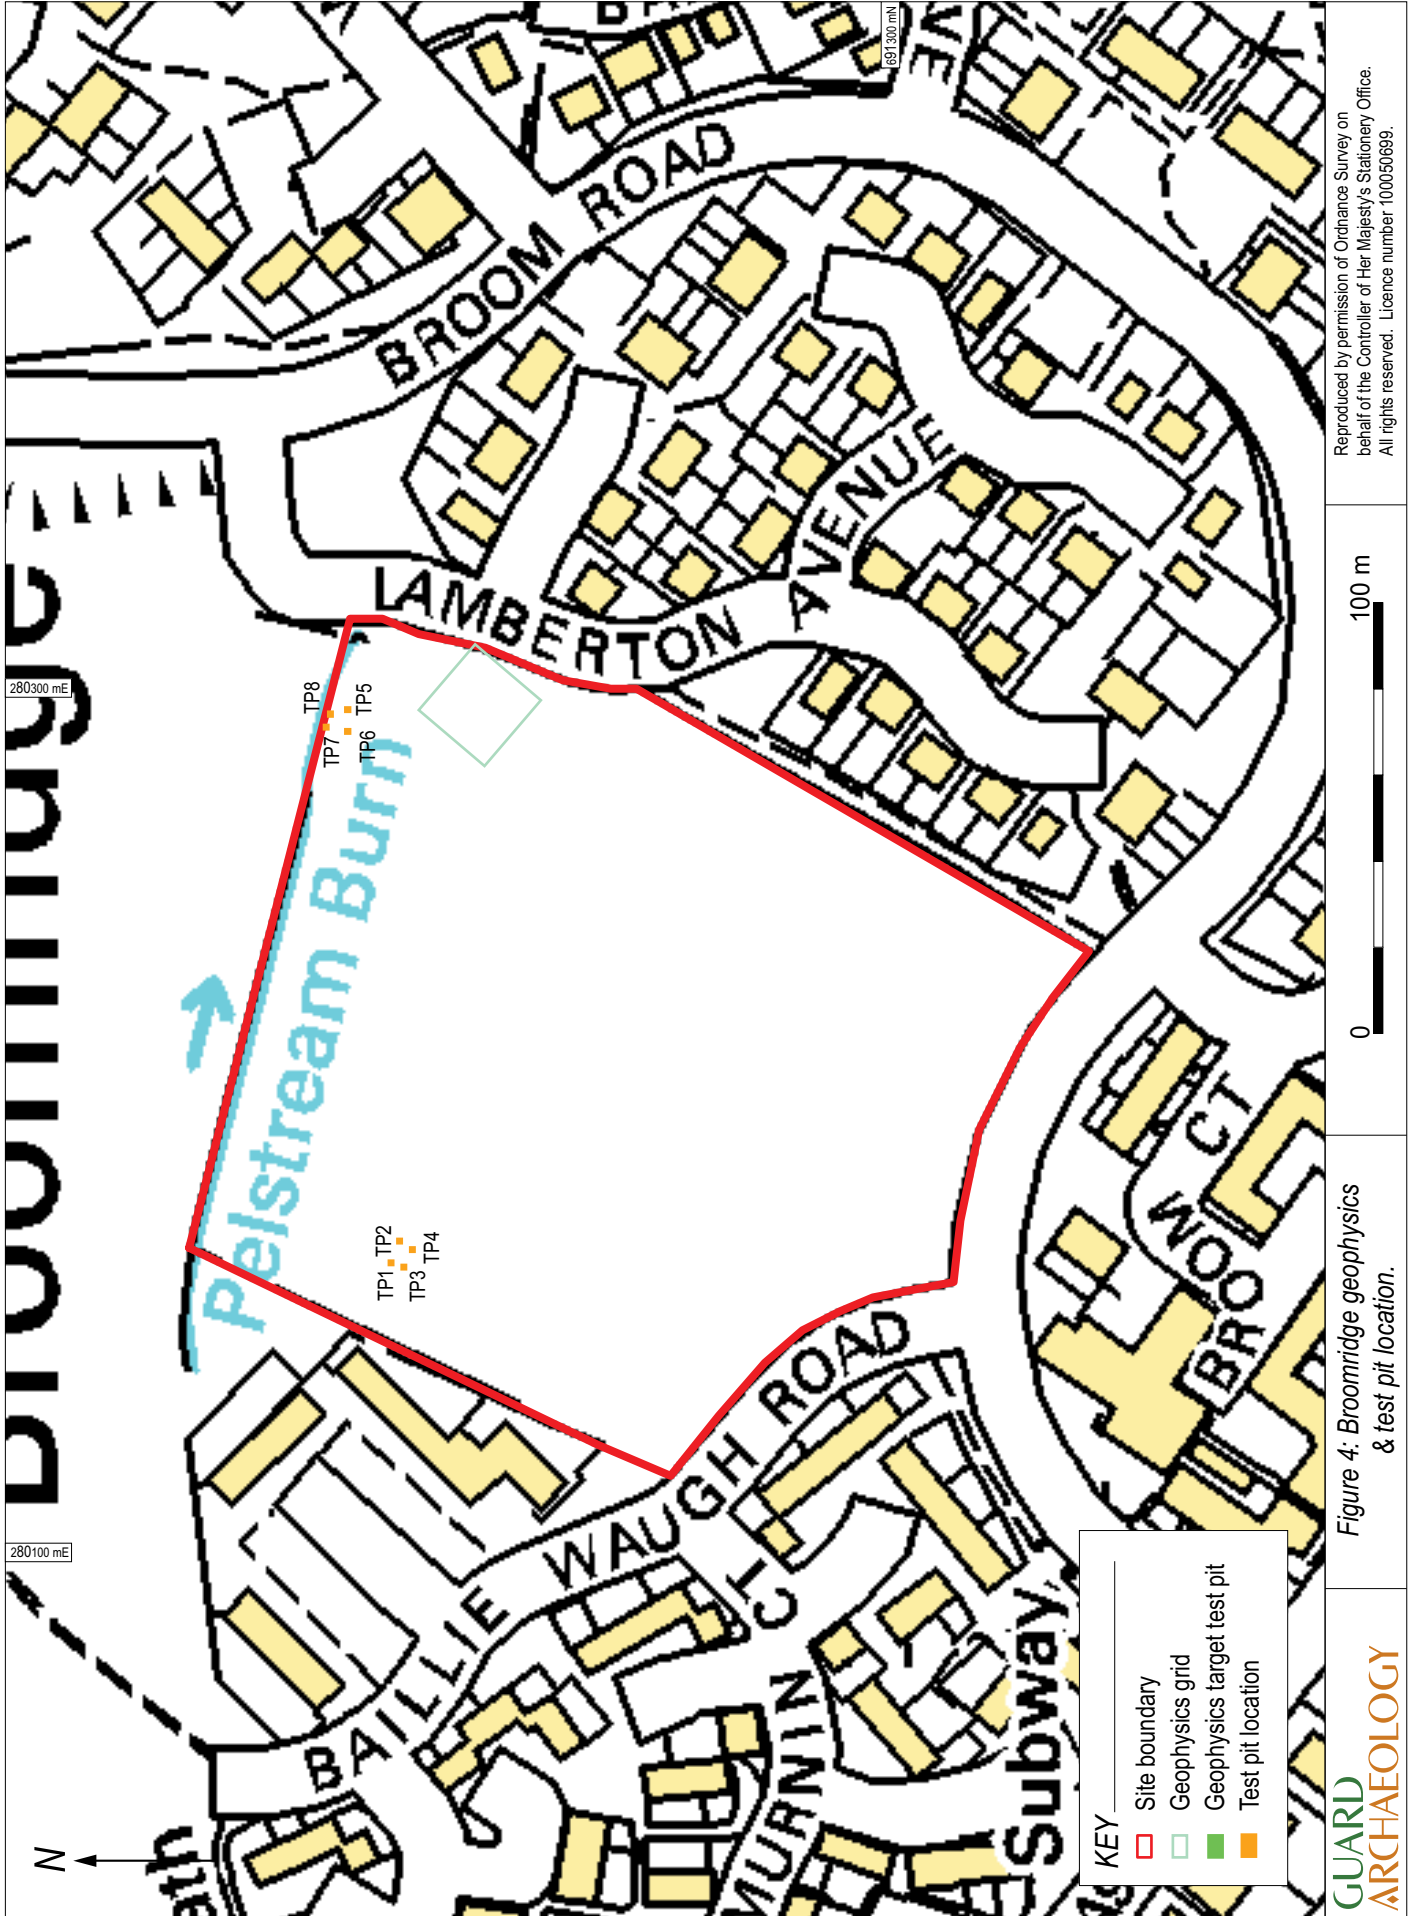 Broomridge
280100 mE
280300 mE
691300 mN
N
Pelstream Burn
TP1
TP2
TP3
TP4
TP7
TP8
TP6
TP5
BROOM ROAD
LAMBERTON AVENUE
BAILLIE WAUGH ROAD
MURNIN
CT
BROOM
CT
Subway
KEY
Site boundary
Geophysics grid
Geophysics target test pit
Test pit location
GUARD
ARCHAEOLOGY
Figure 4: Broomridge geophysics
& test pit location.
0
100 m
Reproduced by permission of Ordnance Survey on
behalf of the Controller of Her Majesty's Stationery Office.
All rights reserved. Licence number 100050699.